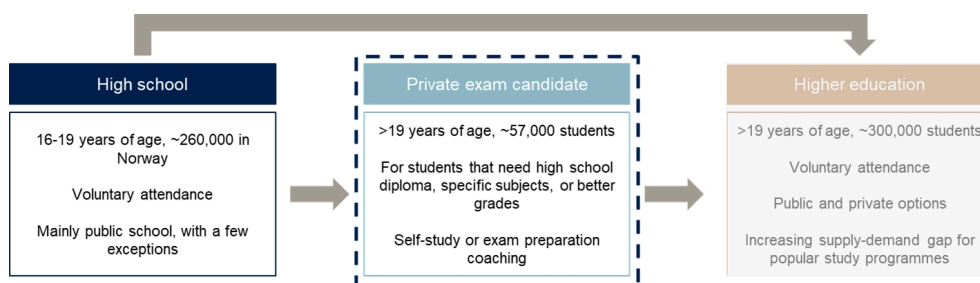 High school
16-19 years of age, ~260,000 in
Norway
Voluntary attendance
Mainly public school, with a few
exceptions
Private exam candidate
>19 years of age, ~57,000 students
For students that need high school
diploma, specific subjects, or better
grades
Self-study or exam preparation
coaching
Higher education
>19 years of age, ~300,000 students
Voluntary attendance
Public and private options
Increasing supply-demand gap for
popular study programmes